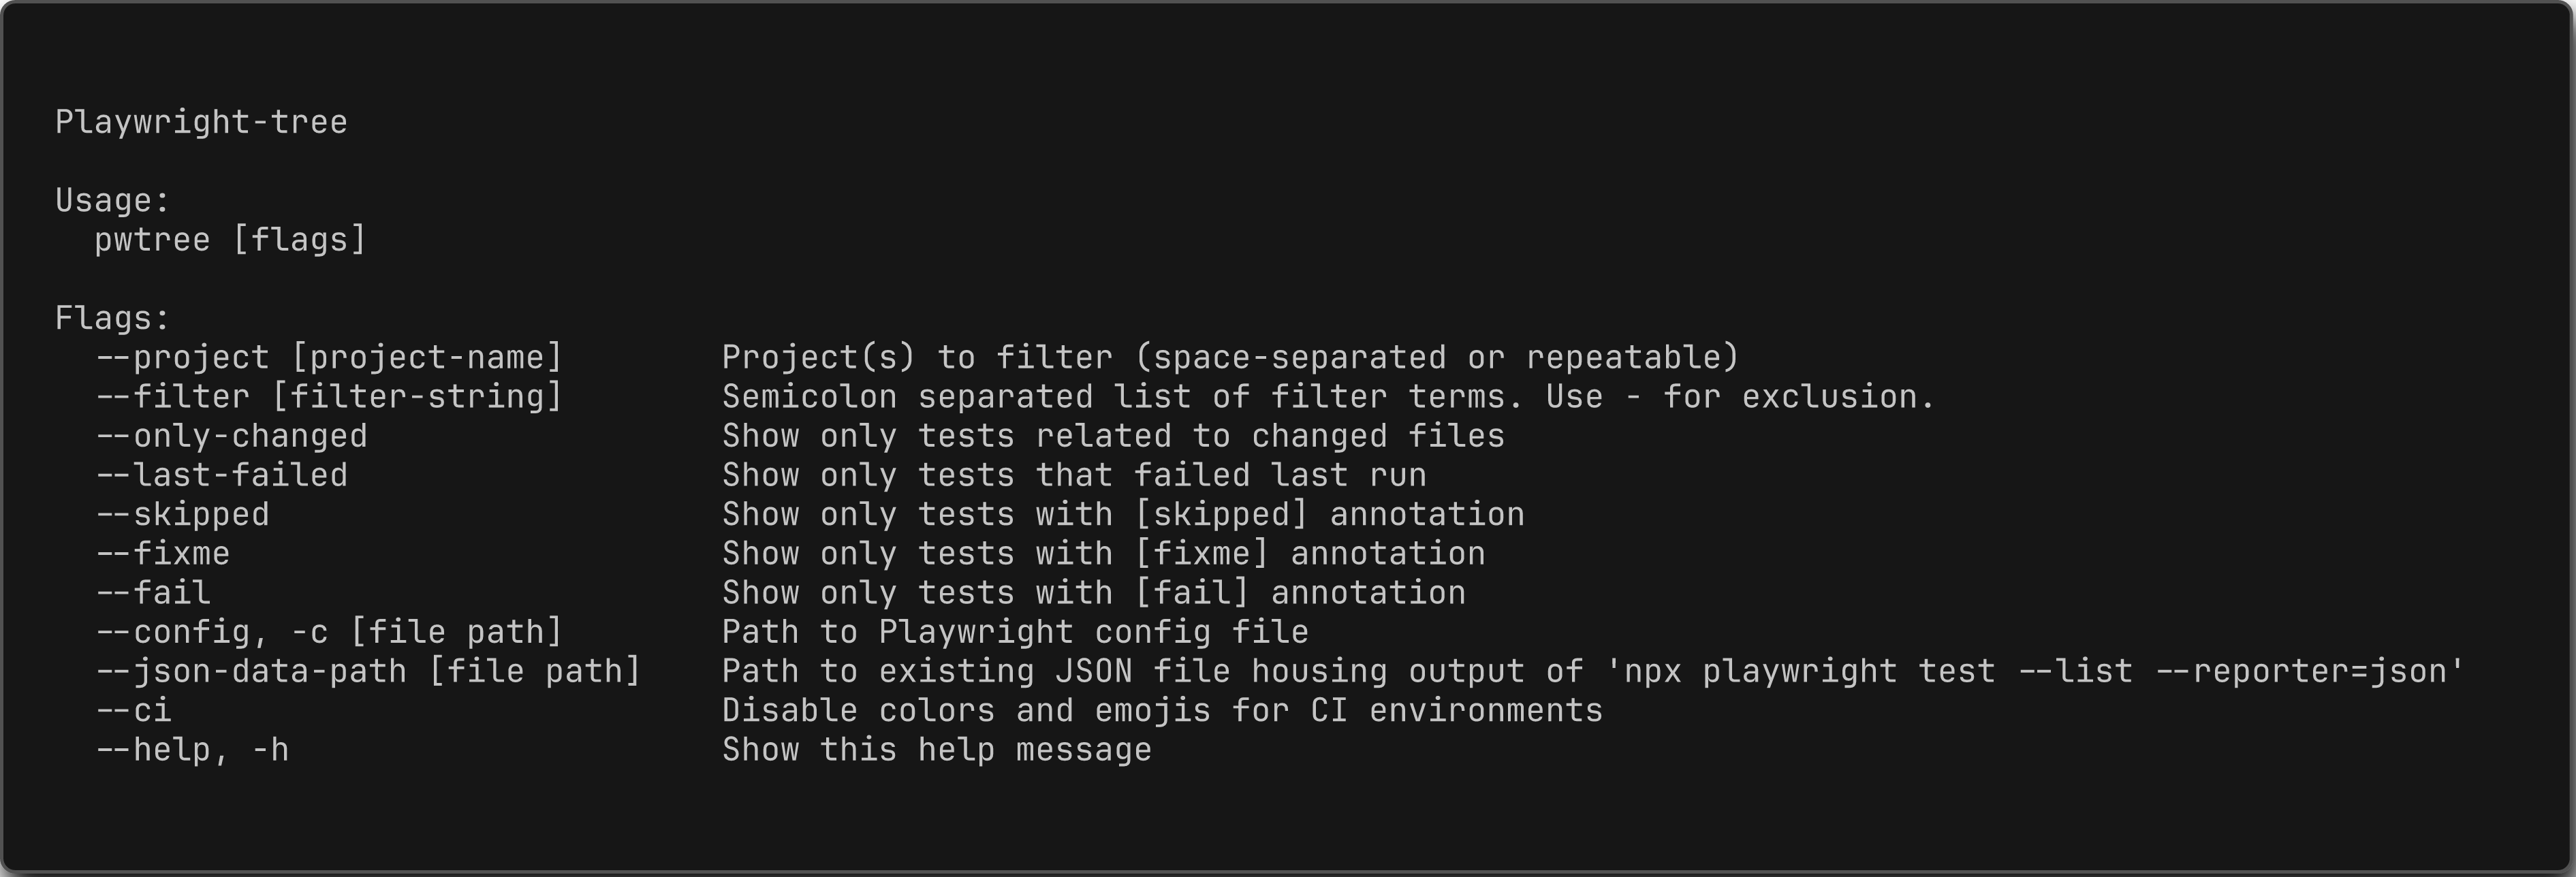 Playwright-tree
Usage:
pwtree [flags]
Flags:
--project [project-name] Project(s) to filter (space-separated or repeatable)
--filter [filter-string] Semicolon separated list of filter terms. Use - for exclusion.
--only-changed Show only tests related to changed files
--last-failed Show only tests that failed last run
--skipped Show only tests with [skipped] annotation
--fixme Show only tests with [fixme] annotation
--fail Show only tests with [fail] annotation
--config, -c [file path] Path to Playwright config file
--json-data-path [file path] Path to existing JSON file housing output of 'npx playwright test --list --reporter=json'
--ci Disable colors and emojis for CI environments
--help, -h Show this help message